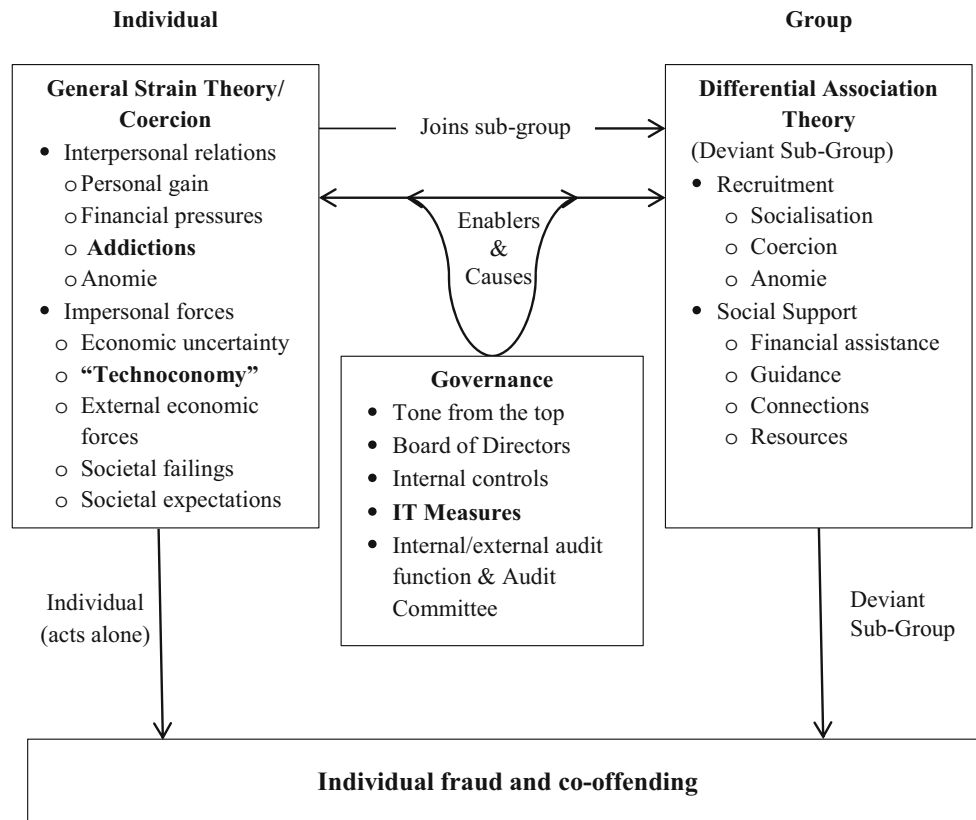 Individual
Group
General Strain Theory/
Coercion
• Interpersonal relations
o Personal gain
o Financial pressures
o Addictions
o Anomie
• Impersonal forces
o Economic uncertainty
o “Technoconomy”
o External economic
forces
o Societal failings
o Societal expectations
Joins sub-group
Enablers
&
Causes
Differential Association
Theory
(Deviant Sub-Group)
• Recruitment
o Socialisation
o Coercion
o Anomie
• Social Support
o Financial assistance
o Guidance
o Connections
o Resources
Governance
• Tone from the top
• Board of Directors
• Internal controls
• IT Measures
• Internal/external audit
function & Audit
Committee
Individual
(acts alone)
Deviant
Sub-Group
Individual fraud and co-offending